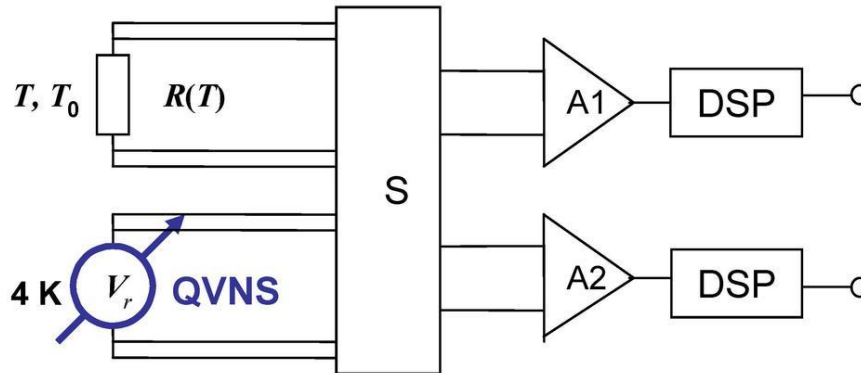 T, T₀ R(T)
S
A1 DSP
4 K Vᵣ QVNS
A2 DSP